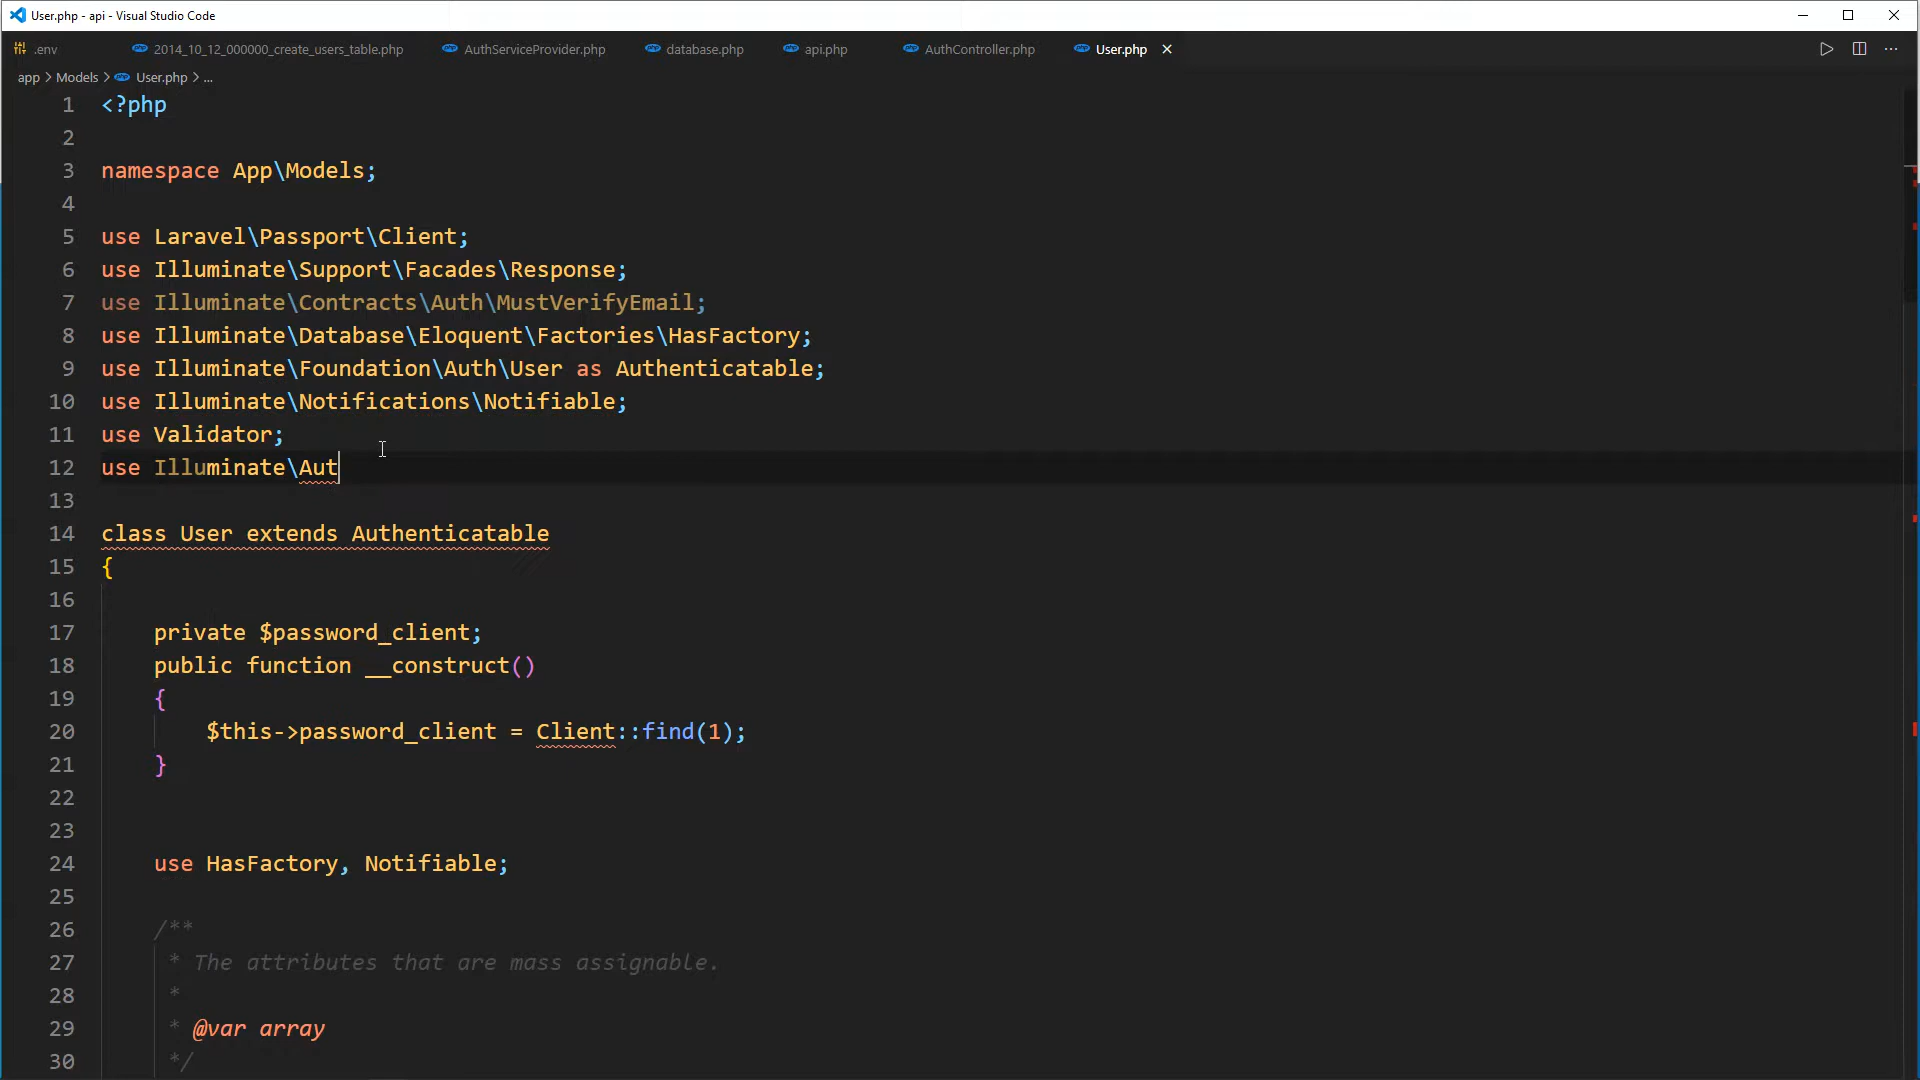 User.php - api - Visual Studio Code
.env 2014_10_12_000000_create_users_table.php AuthServiceProvider.php database.php api.php AuthController.php User.php
app > Models > User.php > ...
1 <?php
2
3 namespace App\Models;
4
5 use Laravel\Passport\Client;
6 use Illuminate\Support\Facades\Response;
7 use Illuminate\Contracts\Auth\MustVerifyEmail;
8 use Illuminate\Database\Eloquent\Factories\HasFactory;
9 use Illuminate\Foundation\Auth\User as Authenticatable;
10 use Illuminate\Notifications\Notifiable;
11 use Validator;
12 use Illuminate\Aut
13
14 class User extends Authenticatable
15 {
16
17 private $password_client;
18 public function __construct()
19 {
20 $this->password_client = Client::find(1);
21 }
22
23
24 use HasFactory, Notifiable;
25
26 /**
27 * The attributes that are mass assignable.
28 *
29 * @var array
30 */